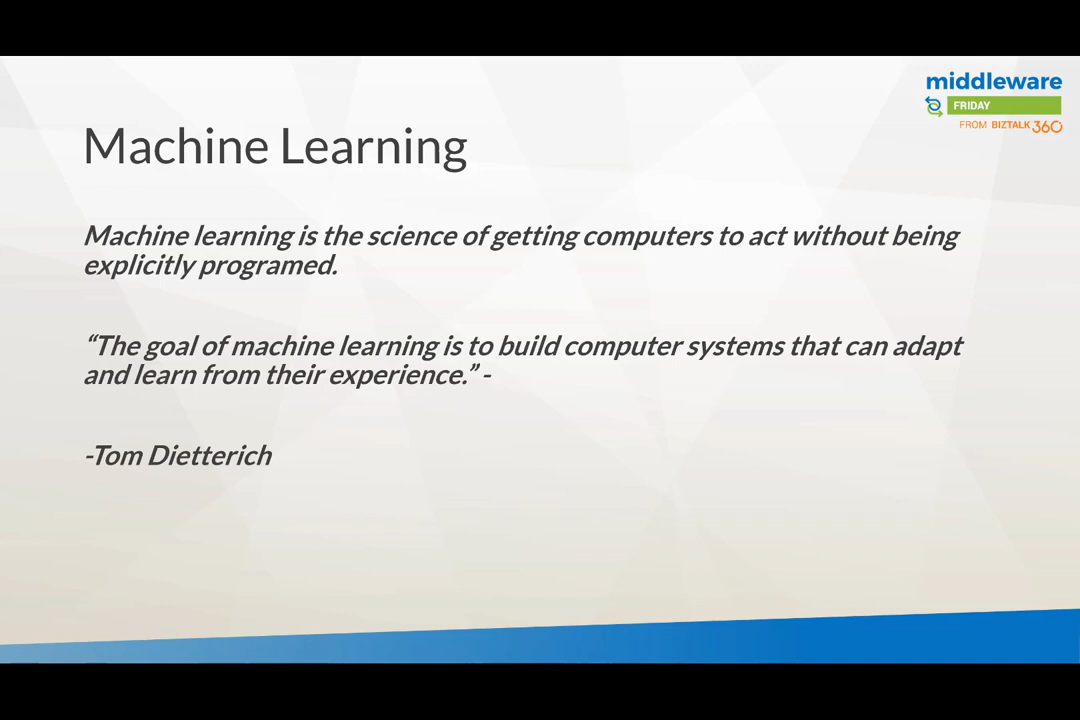 middleware
FRIDAY
FROM BIZTALK 360
Machine Learning
Machine learning is the science of getting computers to act without being
explicitly programed.
“The goal of machine learning is to build computer systems that can adapt
and learn from their experience.” -
-Tom Dietterich